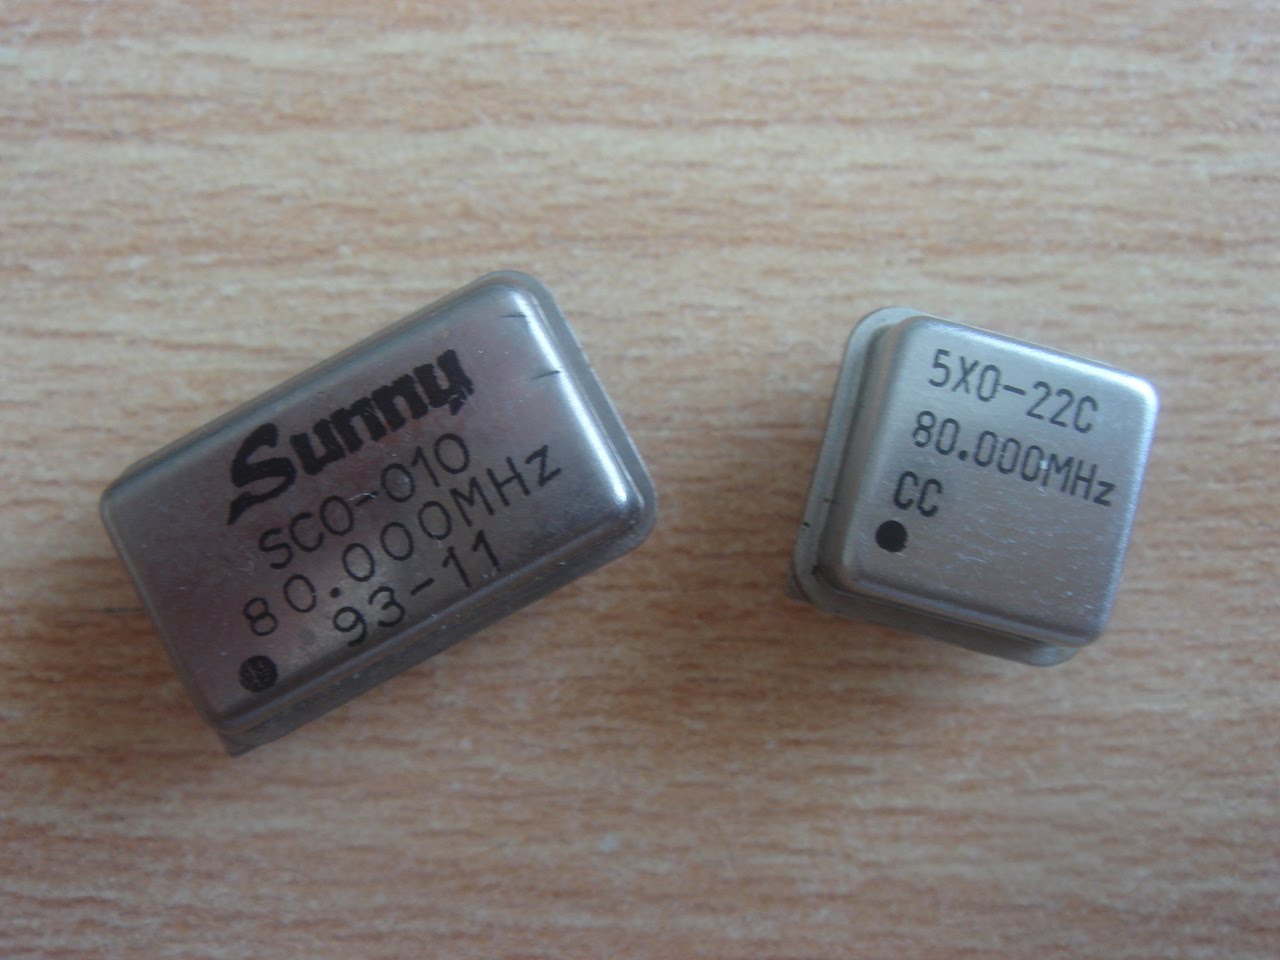 Sunny
SCO-010
80.000MHz
93-11
5XO-22C
80.000MHz
CC